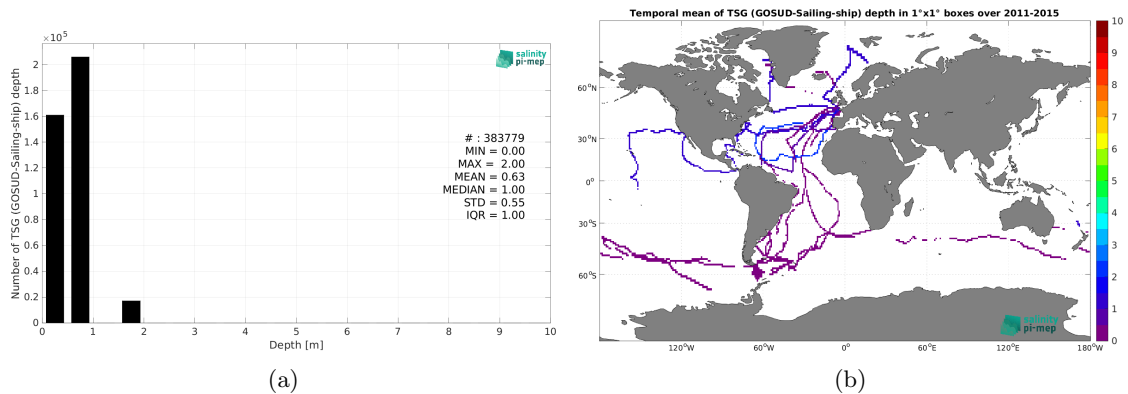 ×10⁵
2
1.8
1.6
1.4
1.2
1
0.8
0.6
0.4
0.2
0
Number of TSG (GOSUD-Sailing-ship) depth
0 1 2 3 4 5 6 7 8 9 10
Depth [m]
salinity
pi-mep
# : 383779
MIN = 0.00
MAX = 2.00
MEAN = 0.63
MEDIAN = 1.00
STD = 0.55
IQR = 1.00
(a)
Temporal mean of TSG (GOSUD-Sailing-ship) depth in 1°x1° boxes over 2011-2015
60°N
30°N
0°
30°S
60°S
120°W 60°W 0° 60°E 120°E 180°W
salinity
pi-mep
10
9
8
7
6
5
4
3
2
1
0
(b)